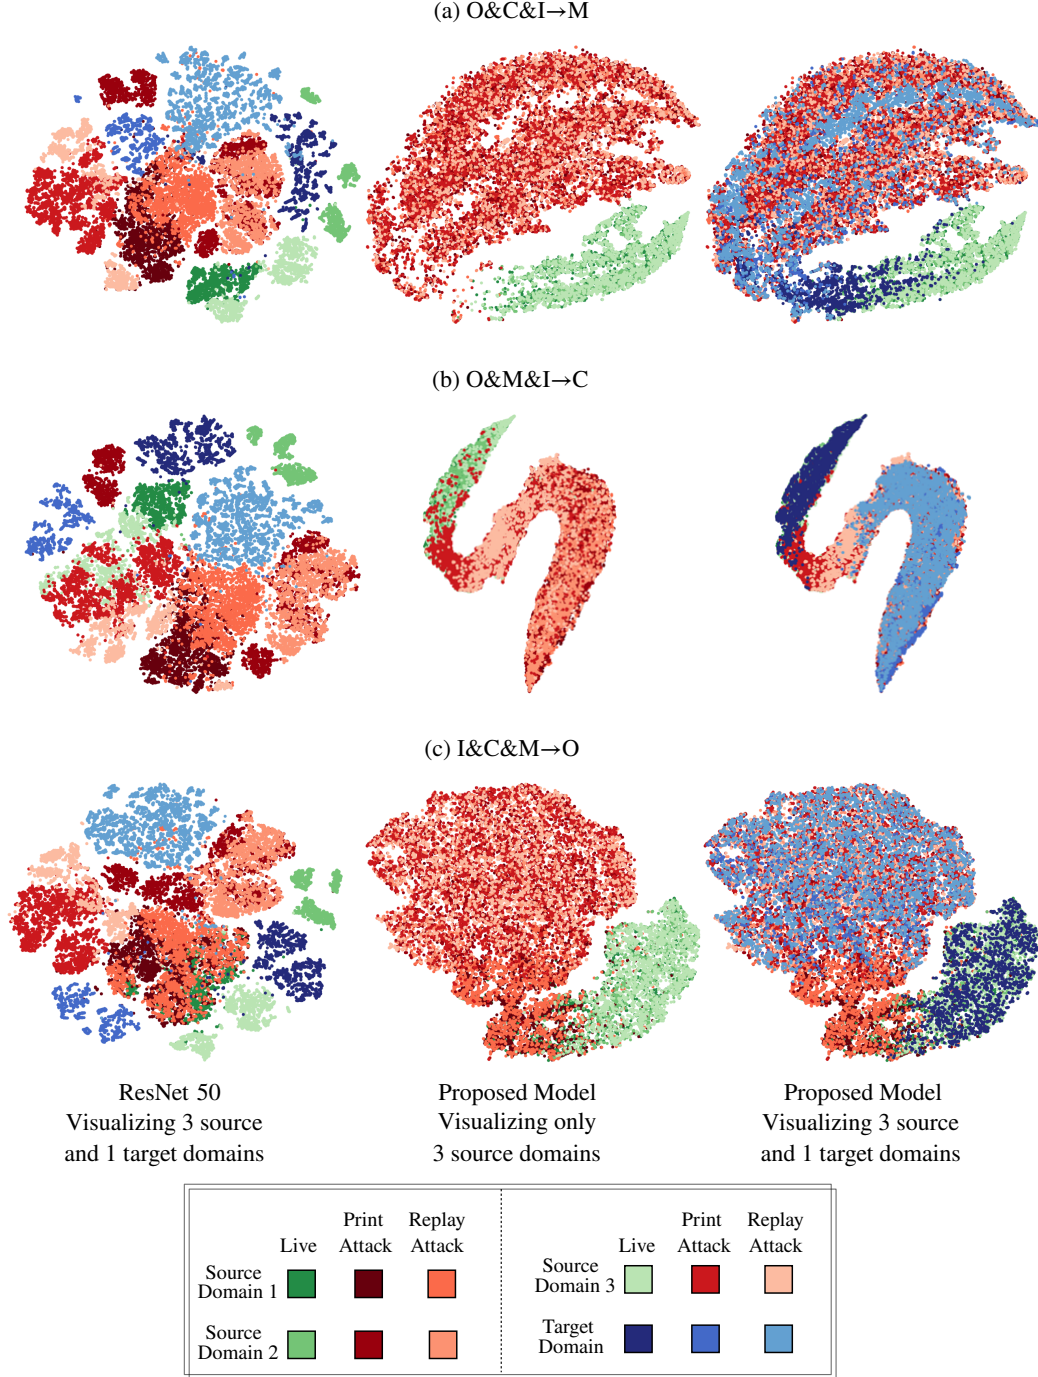 (a) O&C&I→M
(b) O&M&I→C
(c) I&C&M→O
ResNet 50
Visualizing 3 source
and 1 target domains
Proposed Model
Visualizing only
3 source domains
Proposed Model
Visualizing 3 source
and 1 target domains
Live
Print
Attack
Replay
Attack
Source
Domain 1
Source
Domain 2
Live
Print
Attack
Replay
Attack
Source
Domain 3
Target
Domain